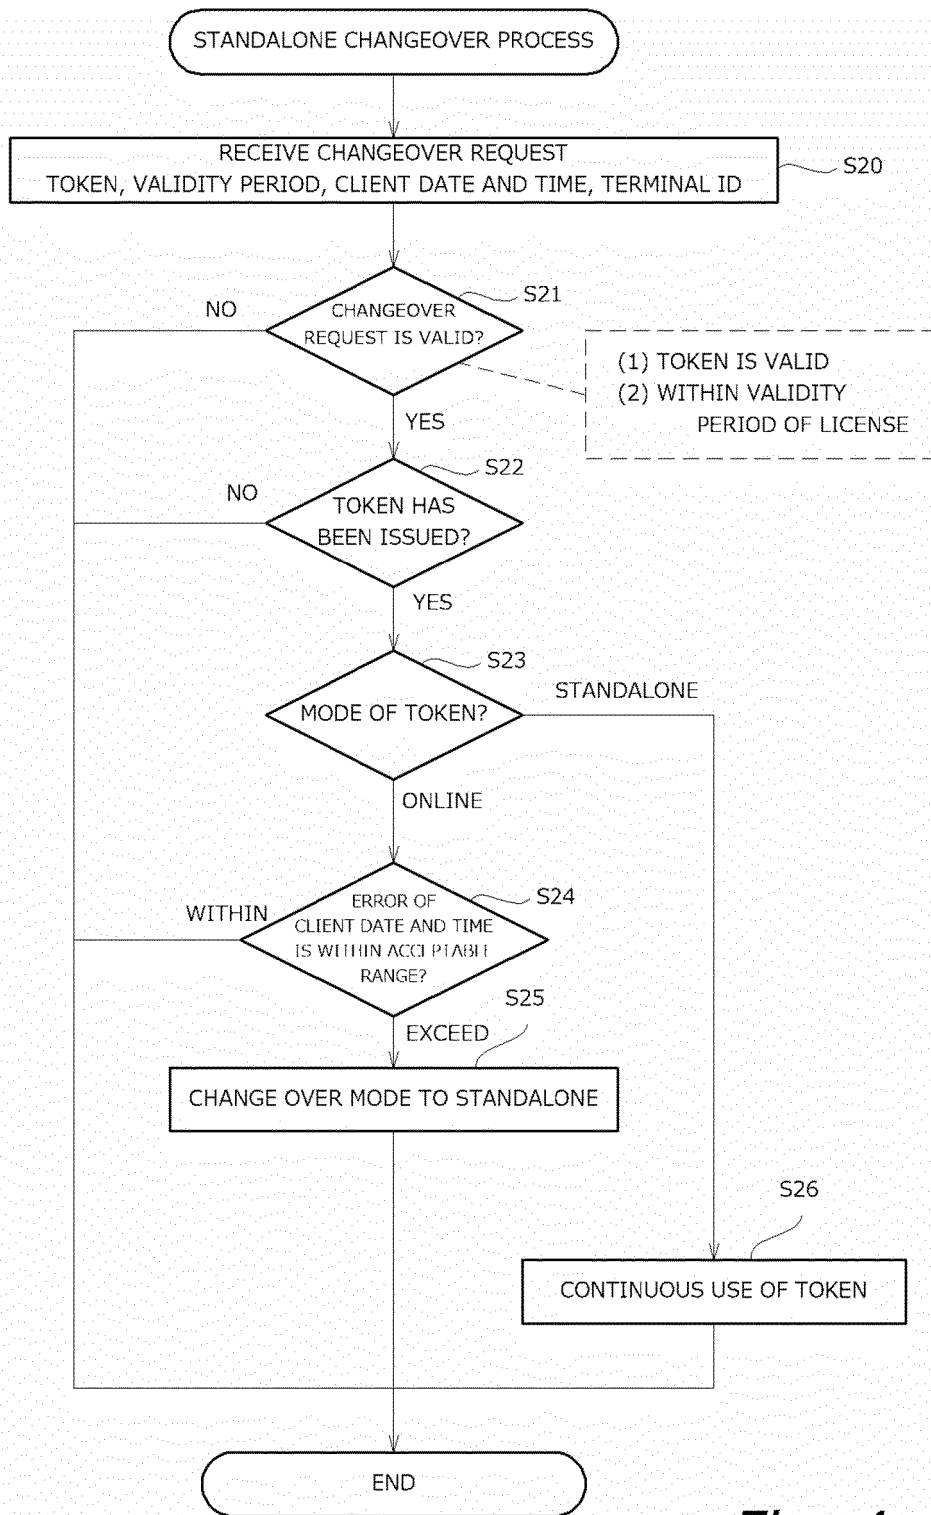 STANDALONE CHANGEOVER PROCESS
RECEIVE CHANGEOVER REQUEST
TOKEN, VALIDITY PERIOD, CLIENT DATE AND TIME, TERMINAL ID
S20
S21
NO
CHANGEOVER
REQUEST IS VALID?
(1) TOKEN IS VALID
(2) WITHIN VALIDITY
PERIOD OF LICENSE
YES
S22
NO
TOKEN HAS
BEEN ISSUED?
YES
S23
STANDALONE
MODE OF TOKEN?
ONLINE
S24
WITHIN
ERROR OF
CLIENT DATE AND TIME
IS WITHIN ACCEPTABLE
RANGE?
S25
EXCEED
CHANGE OVER MODE TO STANDALONE
S26
CONTINUOUS USE OF TOKEN
END